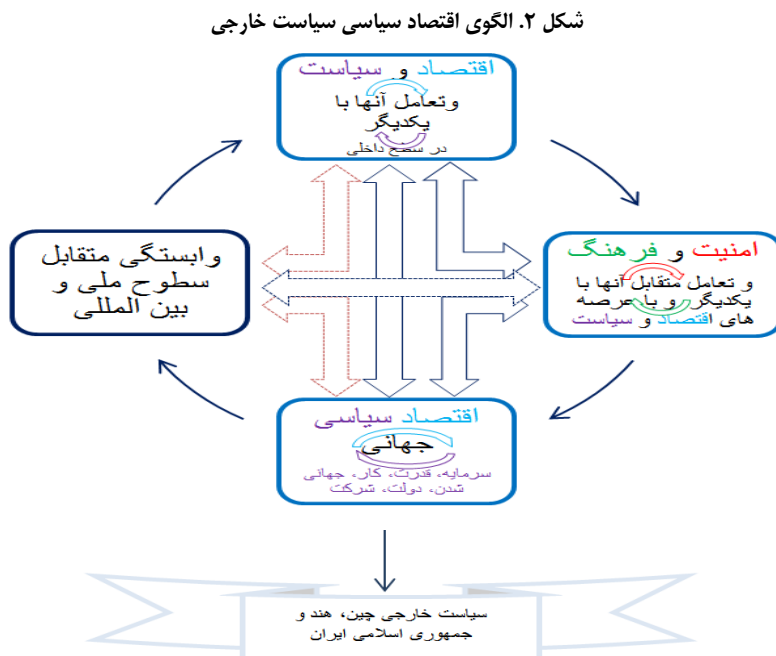 شکل ۲. الگوی اقتصاد سیاسی سیاست خارجی
اقتصاد و سیاست
وتعامل آنها با
یکدیگر
در سطح داخلی
امنیت و فرهنگ
و تعامل متقابل آنها با
یکدیگر و با عرصه
های اقتصاد و سیاست
وابستگی متقابل
سطوح ملی و
بین المللی
اقتصاد سیاسی
جهانی
سرمایه، قدرت، کار، جهانی
شدن، دولت، شرکت
سیاست خارجی چین، هند و
جمهوری اسلامی ایران